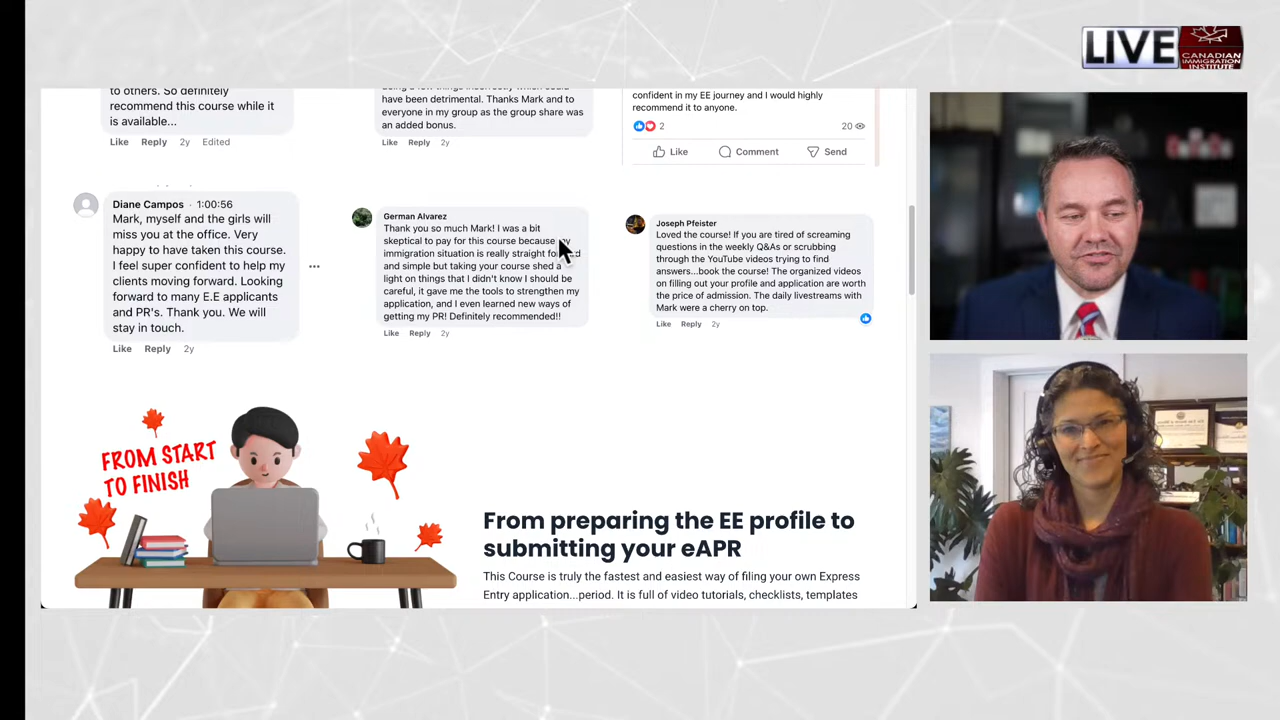 LIVE
CANADIAN
IMMIGRATION
INSTITUTE
to others. So definitely
recommend this course while it
is available...
Like Reply 2y Edited
have been detrimental. Thanks Mark and to
everyone in my group as the group share was
an added bonus.
Like Reply 2y
confident in my EE journey and I would highly
recommend it to anyone.
2
20
Like Comment Send
Diane Campos · 1:00:56
Mark, myself and the girls will
miss you at the office. Very
happy to have taken this course.
I feel super confident to help my
clients moving forward. Looking
forward to many E.E applicants
and PR's. Thank you. We will
stay in touch.
Like Reply 2y
German Alvarez
Thank you so much Mark! I was a bit
skeptical to pay for this course because
immigration situation is really straight
and simple but taking your course shed a
light on things that I didn't know I should be
careful, it gave me the tools to strengthen my
application, and I even learned new ways of
getting my PR! Definitely recommended!!
Like Reply 2y
Joseph Pfeister
Loved the course! If you are tired of screaming
questions in the weekly Q&As or scrubbing
through the YouTube videos trying to find
answers...book the course! The organized videos
on filling out your profile and application are worth
the price of admission. The daily livestreams with
Mark were a cherry on top.
Like Reply 2y
FROM START
TO FINISH
From preparing the EE profile to
submitting your eAPR
This Course is truly the fastest and easiest way of filing your own Express
Entry application...period. It is full of video tutorials, checklists, templates